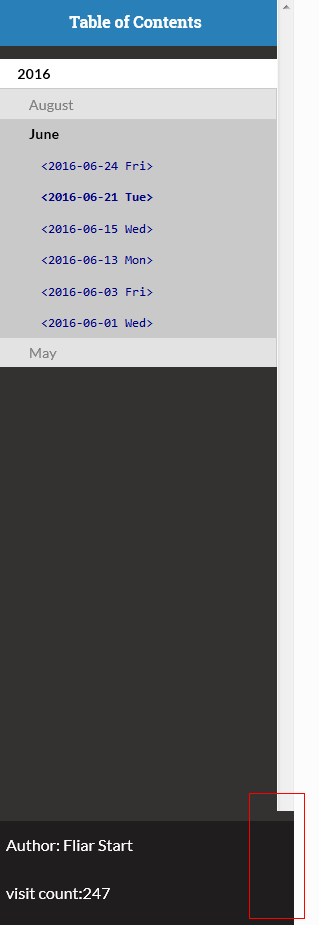 Table of Contents
2016
August
June
<2016-06-24 Fri>
<2016-06-21 Tue>
<2016-06-15 Wed>
<2016-06-13 Mon>
<2016-06-03 Fri>
<2016-06-01 Wed>
May
Author: Fliar Start
visit count:247